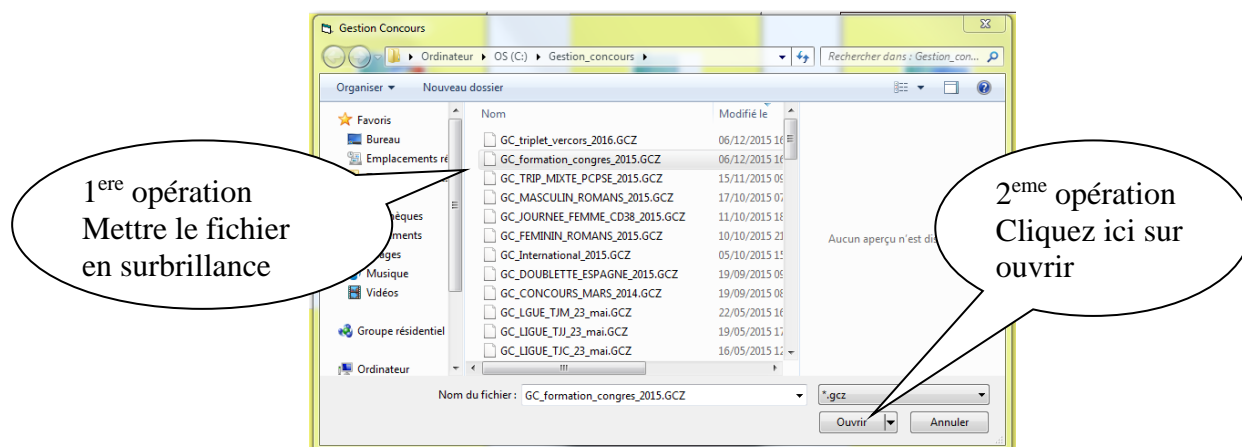 Gestion Concours
Ordinateur OS (C:) Gestion_concours
Rechercher dans : Gestion_con...
Organiser Nouveau dossier
Nom Modifié le
Favoris
Bureau
Emplacements ré
GC_triplet_vercors_2016.GCZ 06/12/2015 16
GC_formation_congres_2015.GCZ 06/12/2015 16
GC_TRIP_MIXTE_PCPSE_2015.GCZ 15/11/2015 09
GC_MASCULIN_ROMANS_2015.GCZ 17/10/2015 07
GC_JOURNEE_FEMME_CD38_2015.GCZ 11/10/2015 18
GC_FEMININ_ROMANS_2015.GCZ 10/10/2015 21
GC_International_2015.GCZ 05/10/2015 15
GC_DOUBLETTE_ESPAGNE_2015.GCZ 19/09/2015 09
GC_CONCOURS_MARS_2014.GCZ 19/09/2015 08
GC_LGUE_TJM_23_mai.GCZ 22/05/2015 16
GC_LIGUE_TJJ_23_mai.GCZ 19/05/2015 17
GC_LIGUE_TJC_23_mai.GCZ 16/05/2015 12
1ere opération
Mettre le fichier
en surbrillance
èques
ments
ages
Musique
Vidéos
Groupe résidentiel
Ordinateur
Aucun aperçu n'est dis
2eme opération
Cliquez ici sur
ouvrir
Nom du fichier : GC_formation_congres_2015.GCZ *.gcz
Ouvrir Annuler